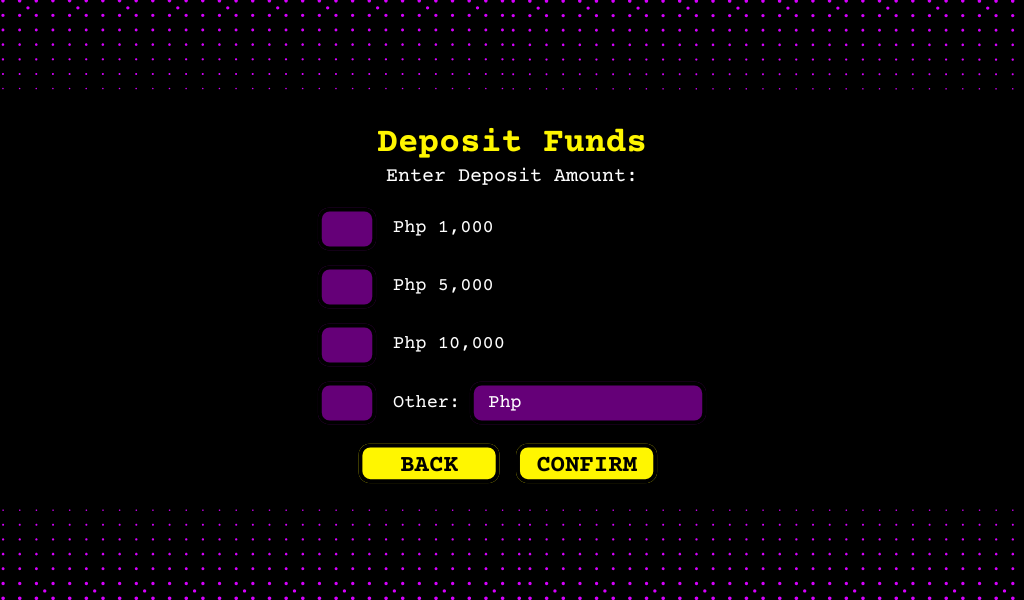 Deposit Funds
Enter Deposit Amount:
Php 1,000
Php 5,000
Php 10,000
Other: Php
BACK CONFIRM